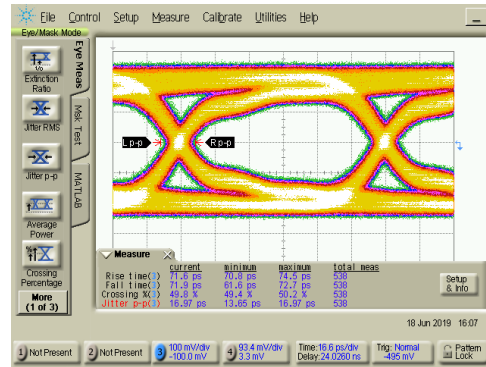 File Control Setup Measure Calibrate Utilities Help
Eye/Mask Mode
Extinction
Ratio
Jitter RMS
Jitter p-p
Average
Power
Crossing
Percentage
More
(1 of 3)
Eye Meas
Msk Test
MATLAB
L p-p
R p-p
Measure
current minimum maximum total meas
Rise time(3) 71.6 ps 70.8 ps 74.5 ps 538
Fall time(3) 71.9 ps 61.6 ps 72.7 ps 538
Crossing %(3) 49.8 % 49.4 % 50.2 % 538
Jitter p-p(3) 16.97 ps 13.65 ps 16.97 ps 538
Setup
& Info
18 Jun 2019 16:07
1) Not Present
2) Not Present
3) 100 mV/div
-100.0 mV
4) 93.4 mV/div
3.3 mV
Time:16.6 ps/div
Delay:24.0260 ns
Trig: Normal
-495 mV
Pattern
Lock